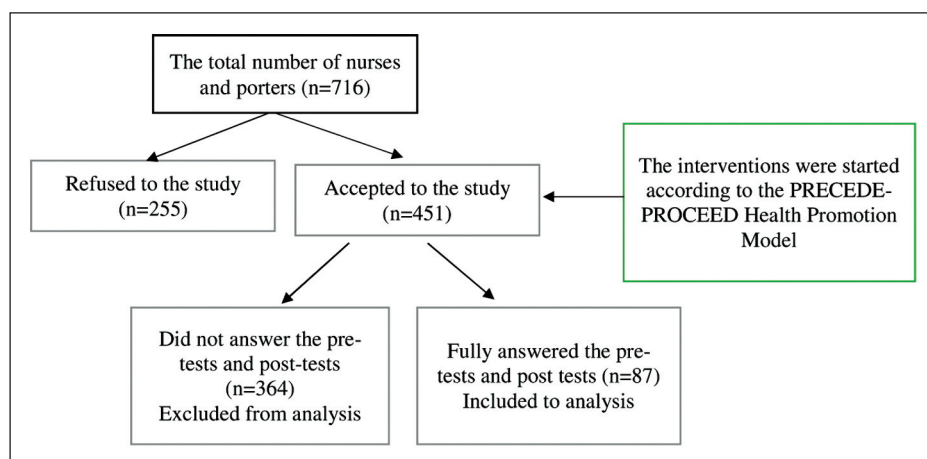 The total number of nurses
and porters (n=716)
Refused to the study
(n=255)
Accepted to the study
(n=451)
The interventions were started
according to the PRECEDE-
PROCEED Health Promotion
Model
Did not answer the pre-
tests and post-tests
(n=364)
Excluded from analysis
Fully answered the pre-
tests and post tests (n=87)
Included to analysis